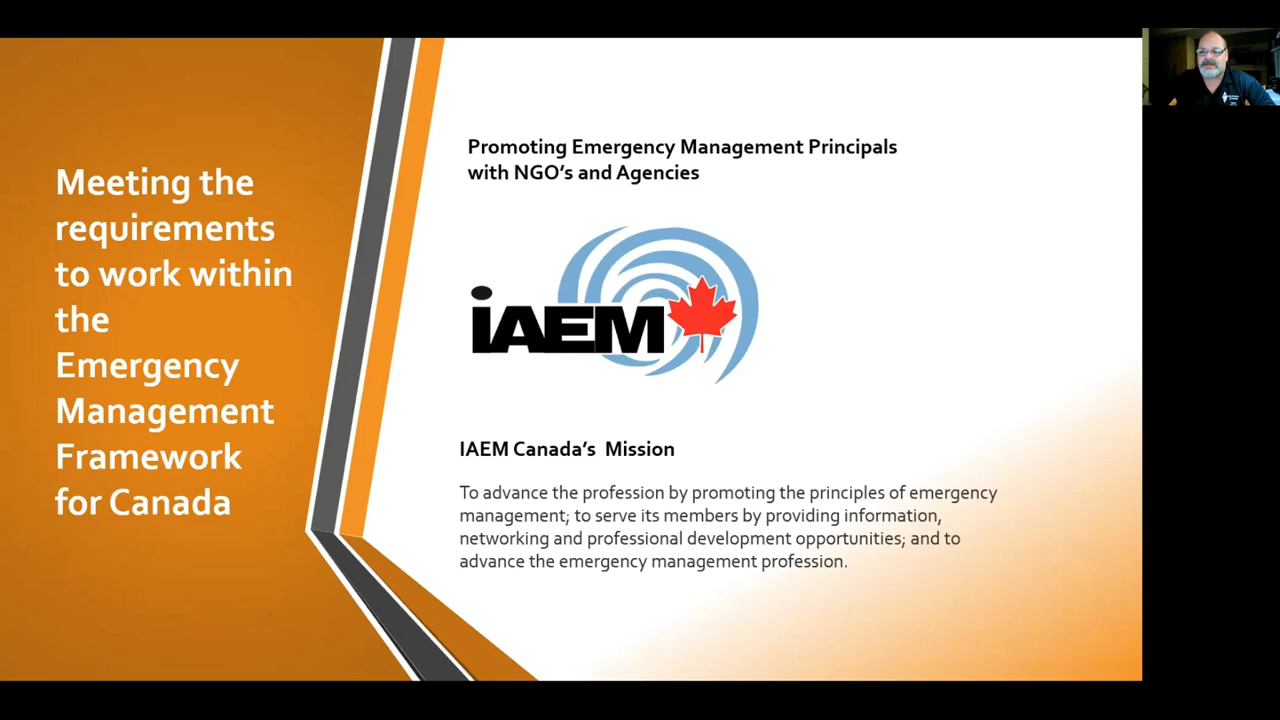 Meeting the
requirements
to work within
the
Emergency
Management
Framework
for Canada
Promoting Emergency Management Principals
with NGO’s and Agencies
iAEM
IAEM Canada’s  Mission
To advance the profession by promoting the principles of emergency
management; to serve its members by providing information,
networking and professional development opportunities; and to
advance the emergency management profession.